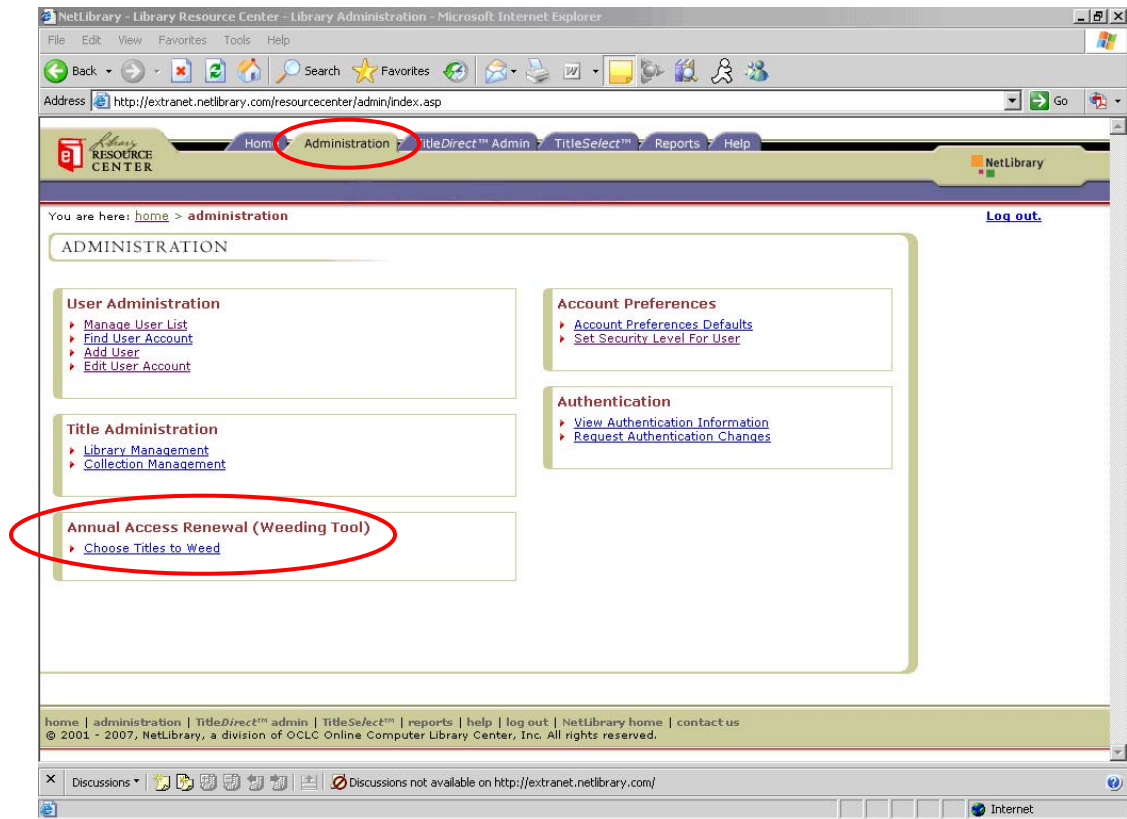 NetLibrary - Library Resource Center - Library Administration - Microsoft Internet Explorer
File Edit View Favorites Tools Help
Back Search Favorites
Address http://extranet.netlibrary.com/resourcecenter/admin/index.asp Go
Library
RESOURCE
CENTER
Home Administration TitleDirect™ Admin TitleSelect™ Reports Help
NetLibrary
You are here: home > administration
Log out.
ADMINISTRATION
User Administration
Manage User List
Find User Account
Add User
Edit User Account
Account Preferences
Account Preferences Defaults
Set Security Level For User
Title Administration
Library Management
Collection Management
Authentication
View Authentication Information
Request Authentication Changes
Annual Access Renewal (Weeding Tool)
Choose Titles to Weed
home | administration | TitleDirect™ admin | TitleSelect™ | reports | help | log out | NetLibrary home | contact us
© 2001 - 2007, NetLibrary, a division of OCLC Online Computer Library Center, Inc. All rights reserved.
Discussions Discussions not available on http://extranet.netlibrary.com/
Internet